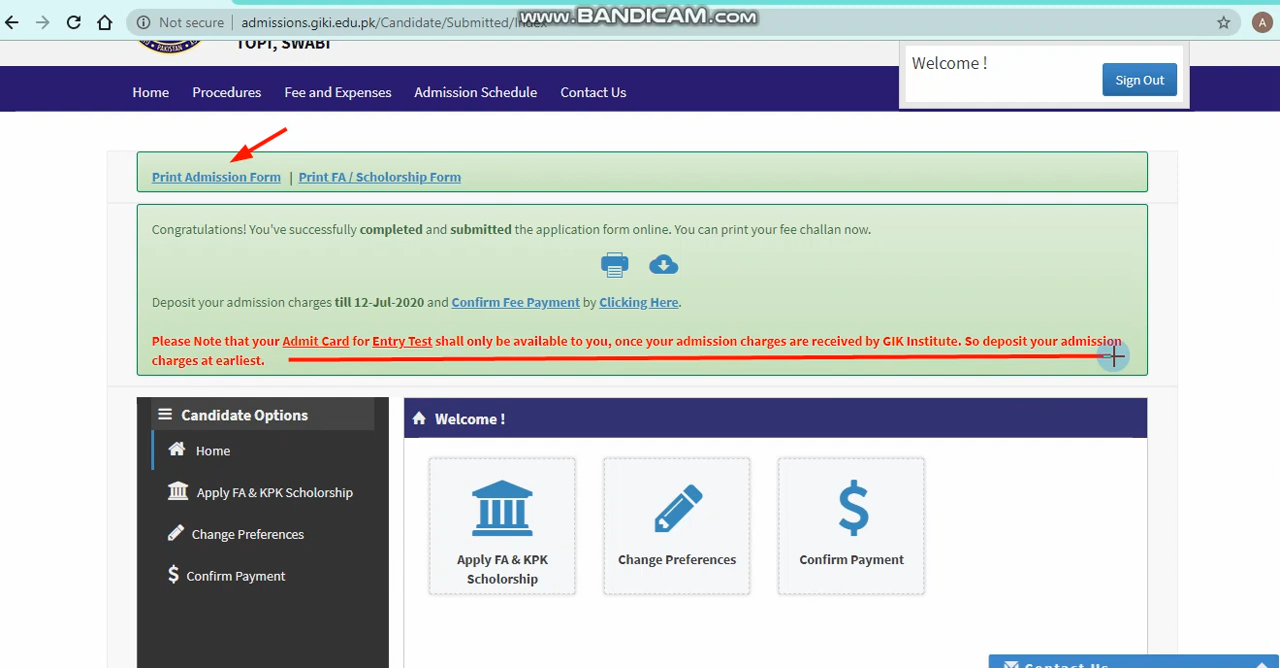 Not secure | admissions.giki.edu.pk/Candidate/Submitted/Index
www.BANDICAM.com
A
PAKISTAN
TOPI, SWABI
Welcome !
Sign Out
Home Procedures Fee and Expenses Admission Schedule Contact Us
Print Admission Form | Print FA / Scholorship Form
Congratulations! You've successfully completed and submitted the application form online. You can print your fee challan now.
Deposit your admission charges till 12-Jul-2020 and Confirm Fee Payment by Clicking Here.
Please Note that your Admit Card for Entry Test shall only be available to you, once your admission charges are received by GIK Institute. So deposit your admission
charges at earliest.
Candidate Options
Home
Apply FA & KPK Scholorship
Change Preferences
Confirm Payment
Welcome !
Apply FA & KPK
Scholorship
Change Preferences
Confirm Payment
Contact Us